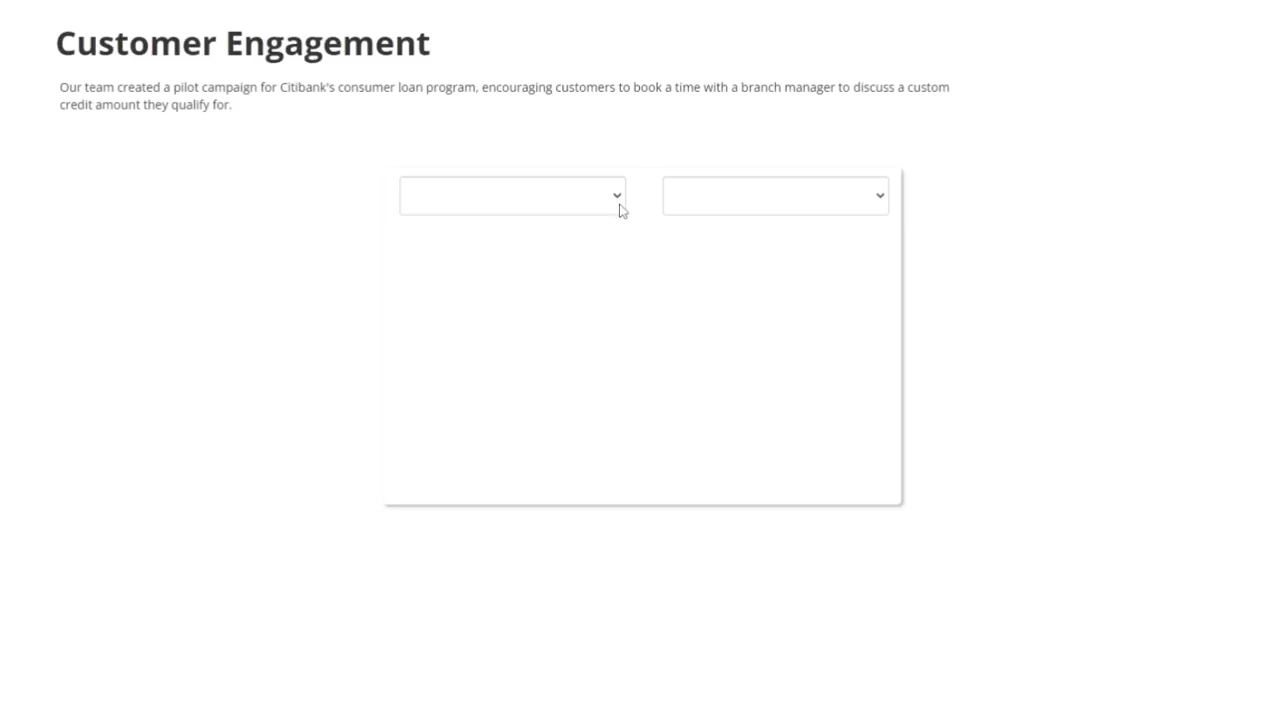 Customer Engagement
Our team created a pilot campaign for Citibank's consumer loan program, encouraging customers to book a time with a branch manager to discuss a custom
credit amount they qualify for.